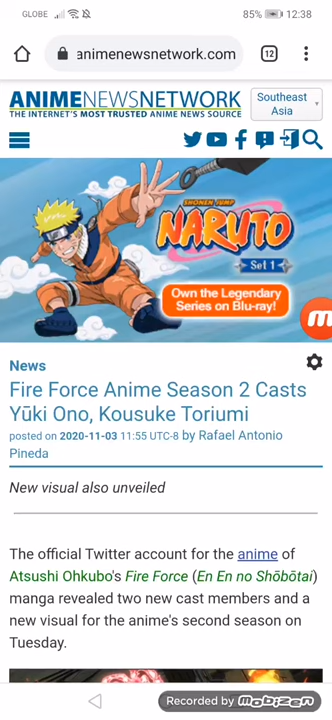 GLOBE 85% 12:38
animenewsnetwork.com 12
ANIMENEWSNETWORK
THE INTERNET'S MOST TRUSTED ANIME NEWS SOURCE
Southeast
Asia
SHONEN JUMP
NARUTO
Set 1
Own the Legendary
Series on Blu-ray!
News
Fire Force Anime Season 2 Casts
Yūki Ono, Kousuke Toriumi
posted on 2020-11-03 11:55 UTC-8 by Rafael Antonio
Pineda
New visual also unveiled
The official Twitter account for the anime of
Atsushi Ohkubo's Fire Force (En En no Shōbōtai)
manga revealed two new cast members and a
new visual for the anime's second season on
Tuesday.
Recorded by mobizen